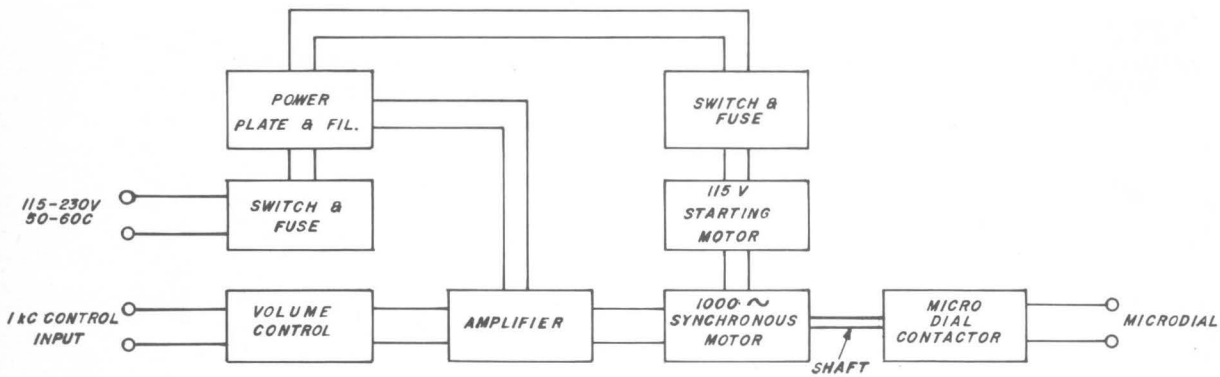 POWER
PLATE & FIL.
SWITCH &
FUSE
115-230V
50-60C
SWITCH &
FUSE
115 V
STARTING
MOTOR
1 kC CONTROL
INPUT
VOLUME
CONTROL
AMPLIFIER
1000 ~
SYNCHRONOUS
MOTOR
SHAFT
MICRO
DIAL
CONTACTOR
MICRODIAL